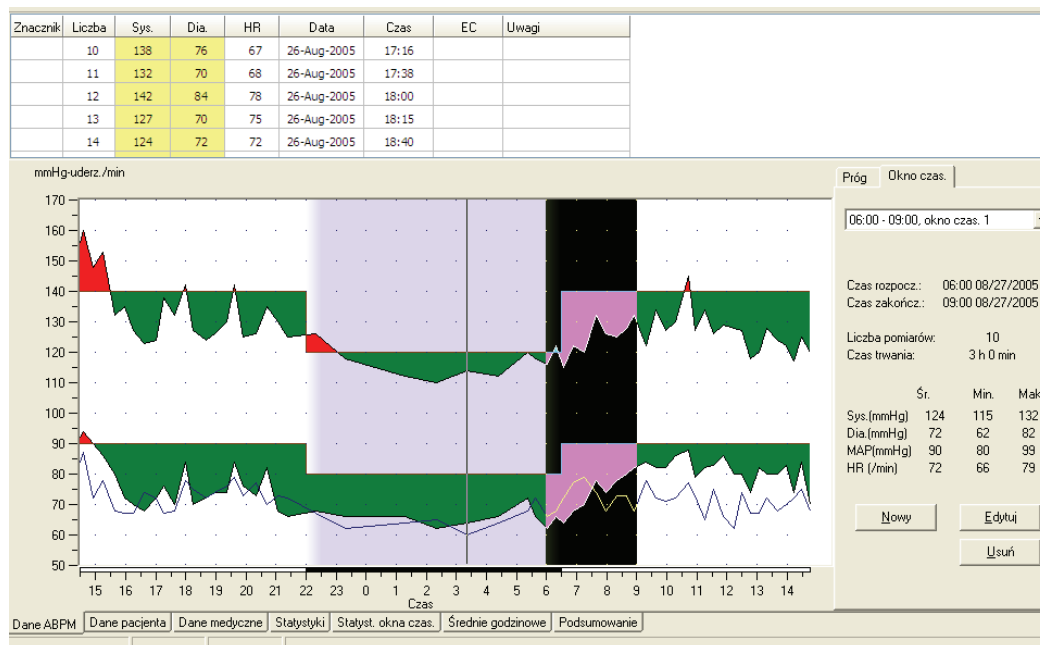 Znacznik Liczba Sys. Dia. HR Data Czas EC Uwagi
10 138 76 67 26-Aug-2005 17:16
11 132 70 68 26-Aug-2005 17:38
12 142 84 78 26-Aug-2005 18:00
13 127 70 75 26-Aug-2005 18:15
14 124 72 72 26-Aug-2005 18:40
mmHg-uderz./min
170
160
150
140
130
120
110
100
90
80
70
60
50
15 16 17 18 19 20 21 22 23 0 1 2 3 4 5 6 7 8 9 10 11 12 13 14
Czas
Próg Okno czas.
06:00 - 09:00, okno czas. 1
Czas rozpocz.: 06:00 08/27/2005
Czas zakończ.: 09:00 08/27/2005
Liczba pomiarów: 10
Czas trwania: 3 h 0 min
Śr. Min. Mak
Sys.(mmHg) 124 115 132
Dia.(mmHg) 72 62 82
MAP(mmHg) 90 80 99
HR (/min) 72 66 79
Nowy Edytuj
Usuń
Dane ABPM Dane pacjenta Dane medyczne Statystyki Statyst. okna czas. Średnie godzinowe Podsumowanie